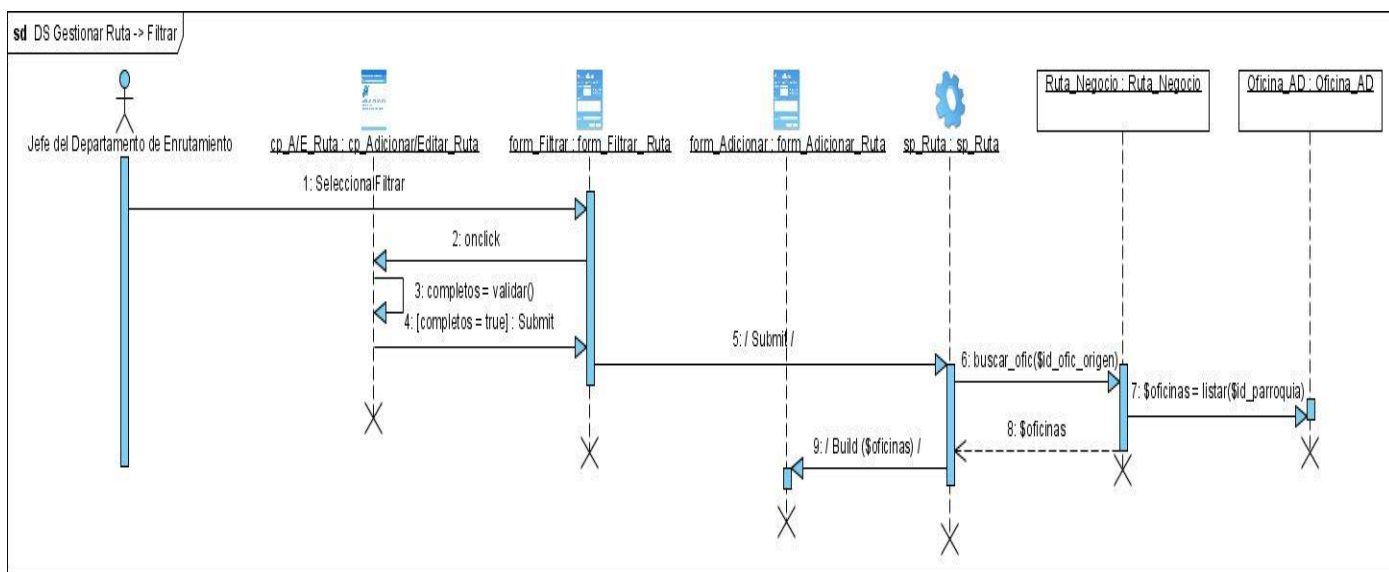 sd DS Gestionar Ruta -> Filtrar
Jefe del Departamento de Enrutamiento
cp_A/E_Ruta : cp_Adicionar/Editar_Ruta
form_Filtrar : form_Filtrar_Ruta
form_Adicionar : form_Adicionar_Ruta
sp_Ruta : sp_Ruta
Ruta_Negocio : Ruta_Negocio
Oficina_AD : Oficina_AD
1: SeleccionalFiltrar
2: onclick
3: completos = validar()
4: [completos = true] : Submit
5: / Submit /
6: buscar_ofic($id_ofic_origen)
7: $oficinas = listar($id_parroquia)
8: $oficinas
9: / Build ($oficinas) /